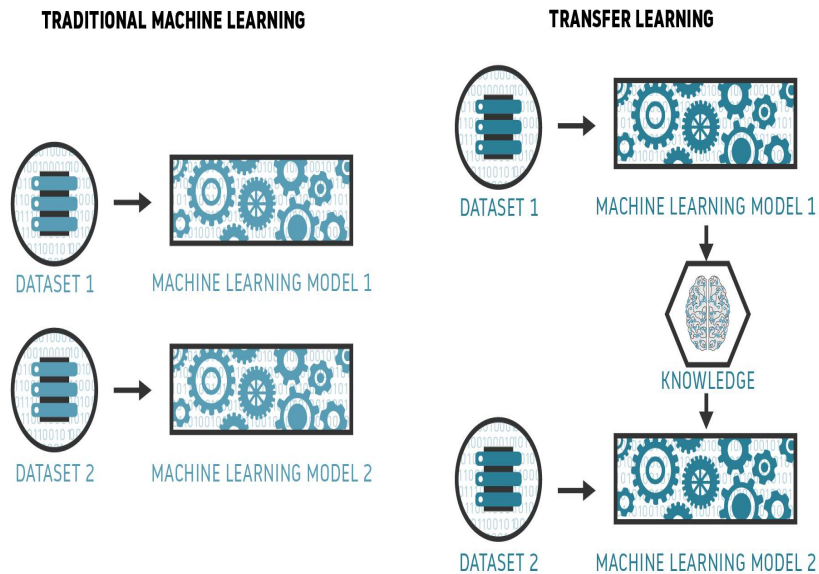 TRADITIONAL MACHINE LEARNING
DATASET 1
MACHINE LEARNING MODEL 1
DATASET 2
MACHINE LEARNING MODEL 2
TRANSFER LEARNING
DATASET 1
MACHINE LEARNING MODEL 1
KNOWLEDGE
DATASET 2
MACHINE LEARNING MODEL 2